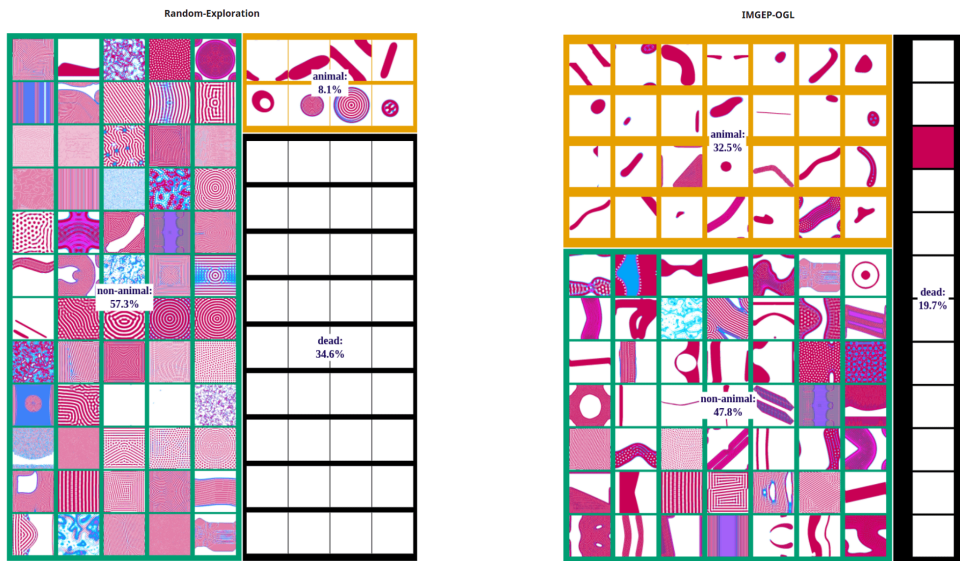 Random-Exploration
animal:
8.1%
non-animal:
57.3%
dead:
34.6%
IMGEP-OGL
animal:
32.5%
dead:
19.7%
non-animal:
47.8%